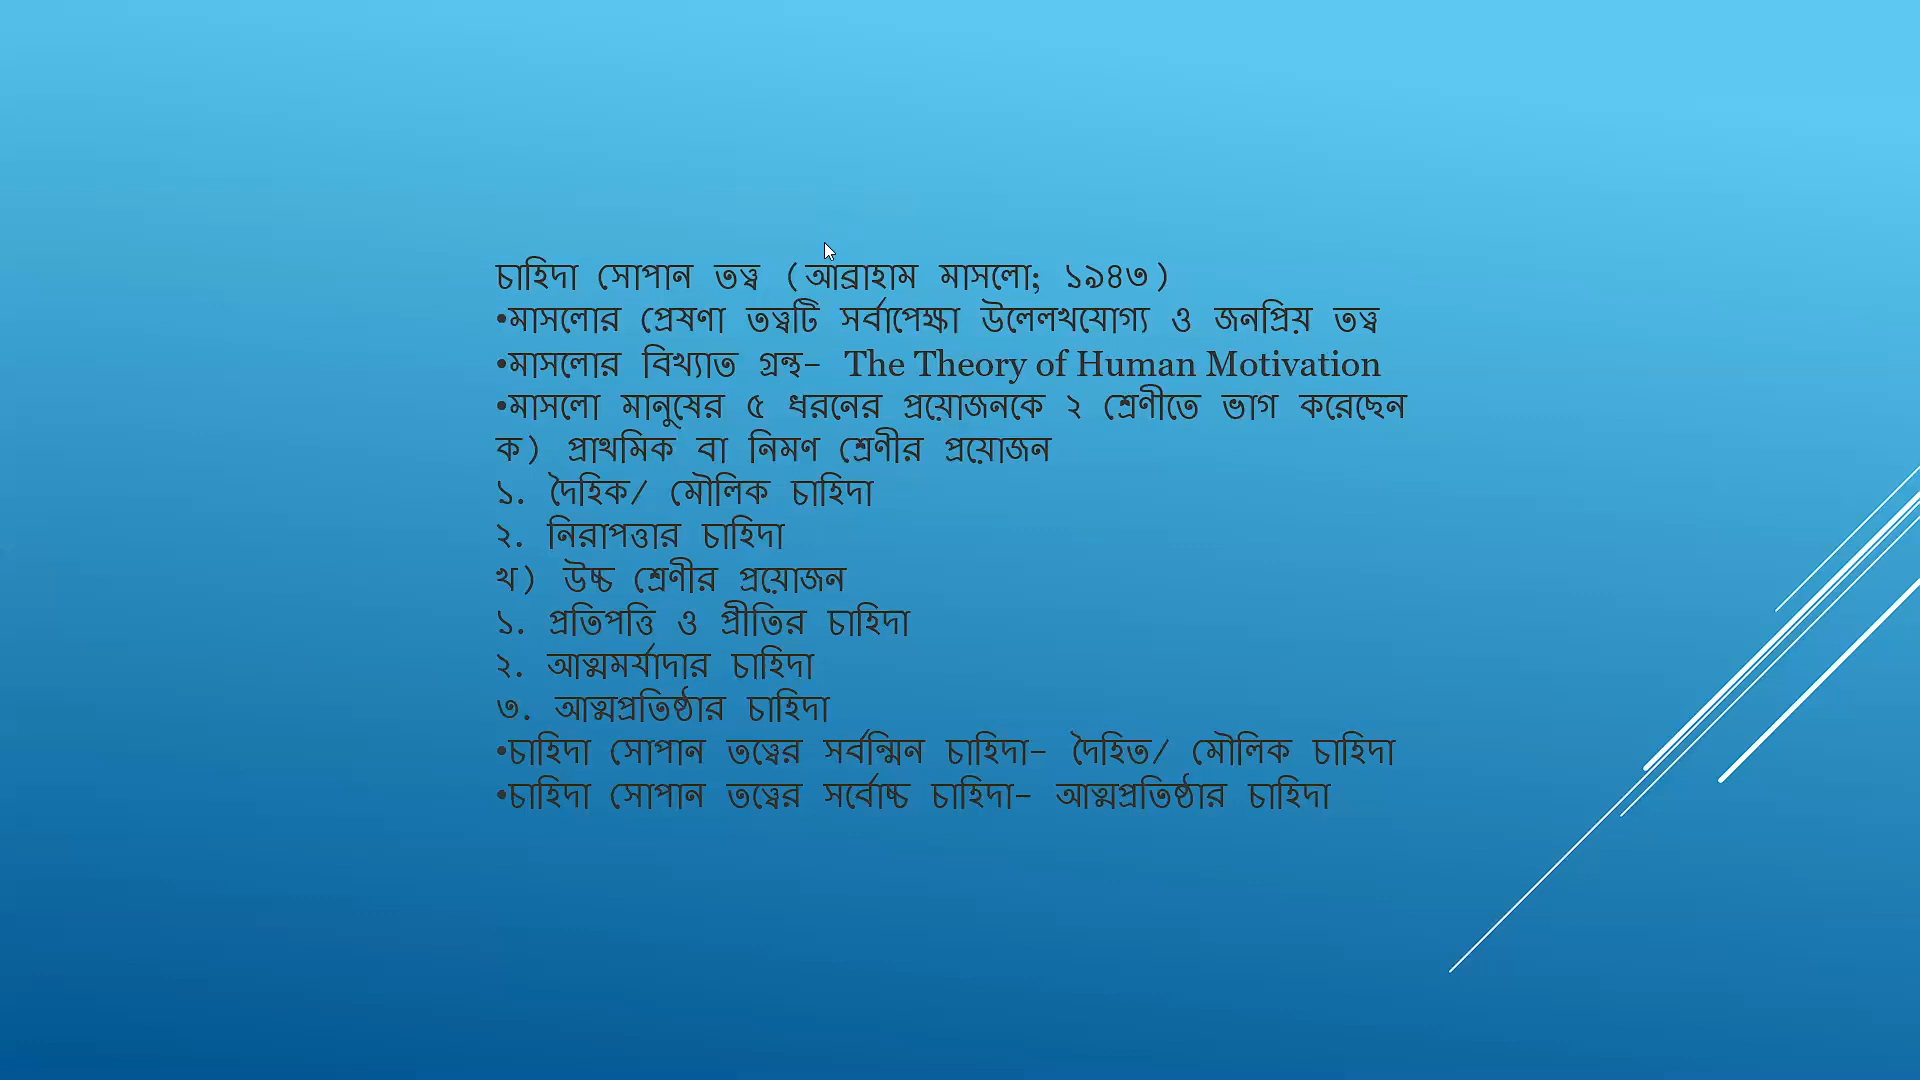 চাহিদা সোপান তত্ত্ব (আব্রাহাম মাসলো; ১৯৪৩)
•মাসলোর প্রেষণা তত্ত্বটি সর্বাপেক্ষা উলেলখযোগ্য ও জনপ্রিয় তত্ত্ব
•মাসলোর বিখ্যাত গ্রন্থ– The Theory of Human Motivation
•মাসলো মানুষের ৫ ধরনের প্রয়োজনকে ২ শ্রেণীতে ভাগ করেছেন
ক) প্রাথমিক বা নিমণ শ্রেণীর প্রয়োজন
১. দৈহিক/ মৌলিক চাহিদা
২. নিরাপত্তার চাহিদা
খ) উচ্চ শ্রেণীর প্রয়োজন
১. প্রতিপত্তি ও প্রীতির চাহিদা
২. আত্মমর্যাদার চাহিদা
৩. আত্মপ্রতিষ্ঠার চাহিদা
•চাহিদা সোপান তত্ত্বের সর্বন্মিন চাহিদা– দৈহিত/ মৌলিক চাহিদা
•চাহিদা সোপান তত্ত্বের সর্বোচ্চ চাহিদা– আত্মপ্রতিষ্ঠার চাহিদা